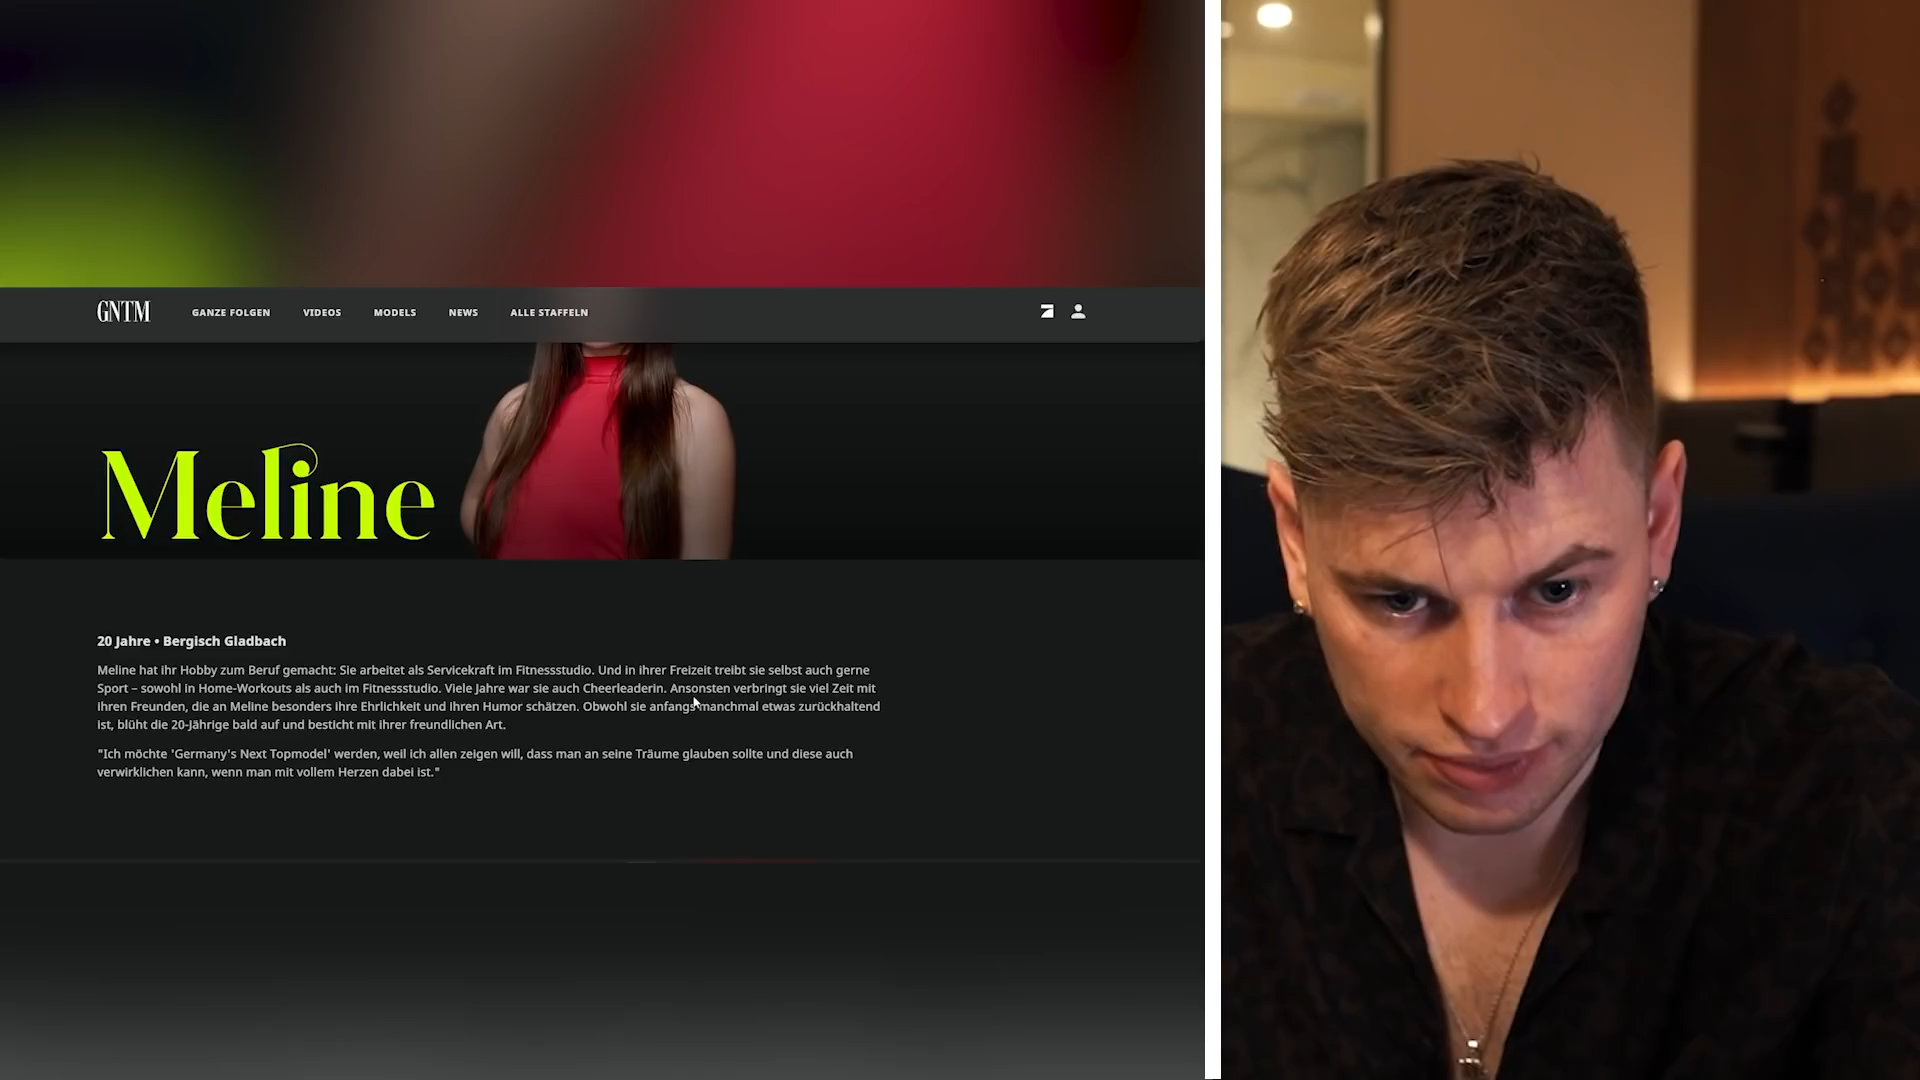 GNTM GANZE FOLGEN VIDEOS MODELS NEWS ALLE STAFFELN
Meline
20 Jahre • Bergisch Gladbach
Meline hat ihr Hobby zum Beruf gemacht: Sie arbeitet als Servicekraft im Fitnessstudio. Und in ihrer Freizeit treibt sie selbst auch gerne
Sport – sowohl in Home-Workouts als auch im Fitnessstudio. Viele Jahre war sie auch Cheerleaderin. Ansonsten verbringt sie viel Zeit mit
ihren Freunden, die an Meline besonders ihre Ehrlichkeit und ihren Humor schätzen. Obwohl sie anfangs manchmal etwas zurückhaltend
ist, blüht die 20-Jährige bald auf und besticht mit ihrer freundlichen Art.
"Ich möchte 'Germany's Next Topmodel' werden, weil ich allen zeigen will, dass man an seine Träume glauben sollte und diese auch
verwirklichen kann, wenn man mit vollem Herzen dabei ist."